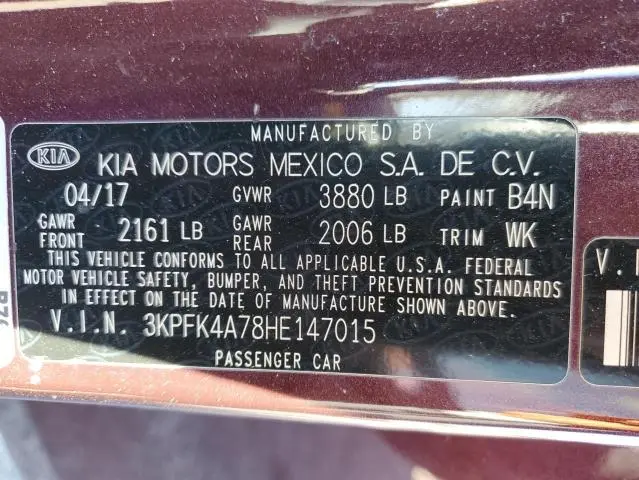 MANUFACTURED BY
KIA KIA MOTORS MEXICO S.A. DE C.V.
04/17 GVWR 3880 LB PAINT B4N
GAWR FRONT 2161 LB GAWR REAR 2006 LB TRIM WK
THIS VEHICLE CONFORMS TO ALL APPLICABLE U.S.A. FEDERAL
MOTOR VEHICLE SAFETY, BUMPER, AND THEFT PREVENTION STANDARDS
IN EFFECT ON THE DATE OF MANUFACTURE SHOWN ABOVE.
V.I.N. 3KPFK4A78HE147015
PASSENGER CAR
V.I